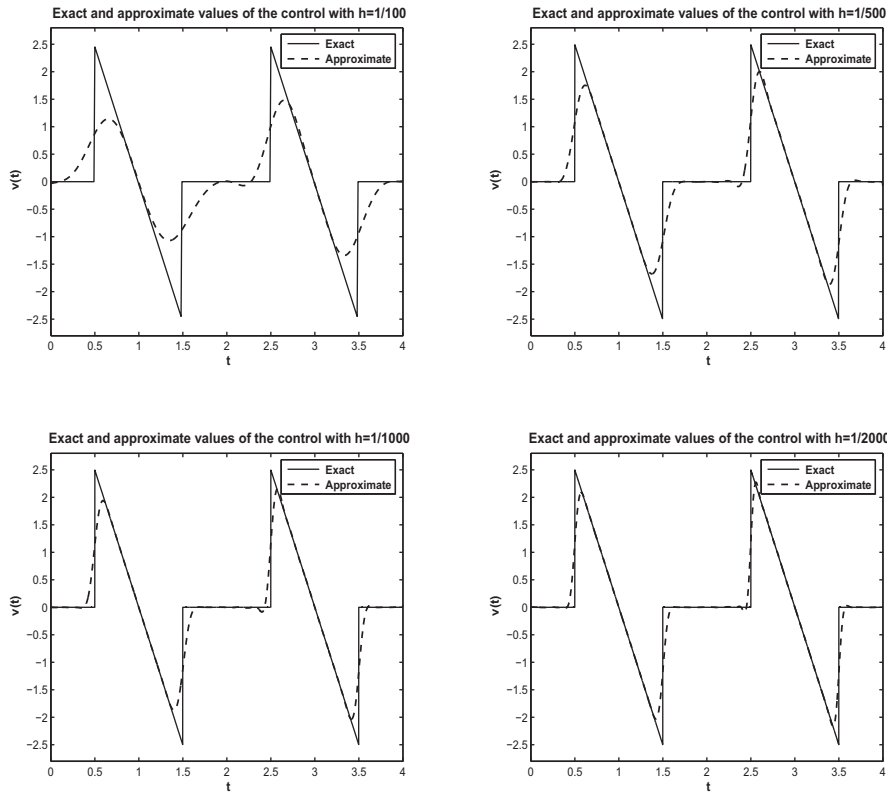 Exact and approximate values of the control with h=1/100
2.5
2
1.5
1
0.5
0
-0.5
-1
-1.5
-2
-2.5
v(t)
Exact
Approximate
0 0.5 1 1.5 2 2.5 3 3.5 4
t
Exact and approximate values of the control with h=1/500
2.5
2
1.5
1
0.5
0
-0.5
-1
-1.5
-2
-2.5
v(t)
Exact
Approximate
0 0.5 1 1.5 2 2.5 3 3.5 4
t
Exact and approximate values of the control with h=1/1000
2.5
2
1.5
1
0.5
0
-0.5
-1
-1.5
-2
-2.5
v(t)
Exact
Approximate
0 0.5 1 1.5 2 2.5 3 3.5 4
t
Exact and approximate values of the control with h=1/2000
2.5
2
1.5
1
0.5
0
-0.5
-1
-1.5
-2
-2.5
v(t)
Exact
Approximate
0 0.5 1 1.5 2 2.5 3 3.5 4
t